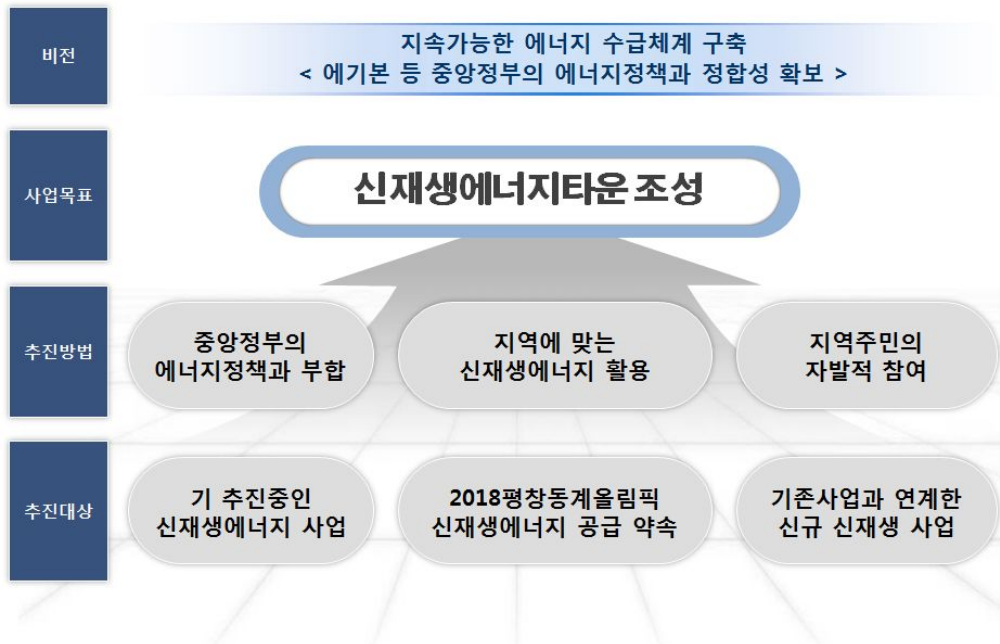 비전
지속가능한 에너지 수급체계 구축
< 에기본 등 중앙정부의 에너지정책과 정합성 확보 >
사업목표
신재생에너지타운 조성
추진방법
중앙정부의
에너지정책과 부합
지역에 맞는
신재생에너지 활용
지역주민의
자발적 참여
추진대상
기 추진중인
신재생에너지 사업
2018평창동계올림픽
신재생에너지 공급 약속
기존사업과 연계한
신규 신재생 사업